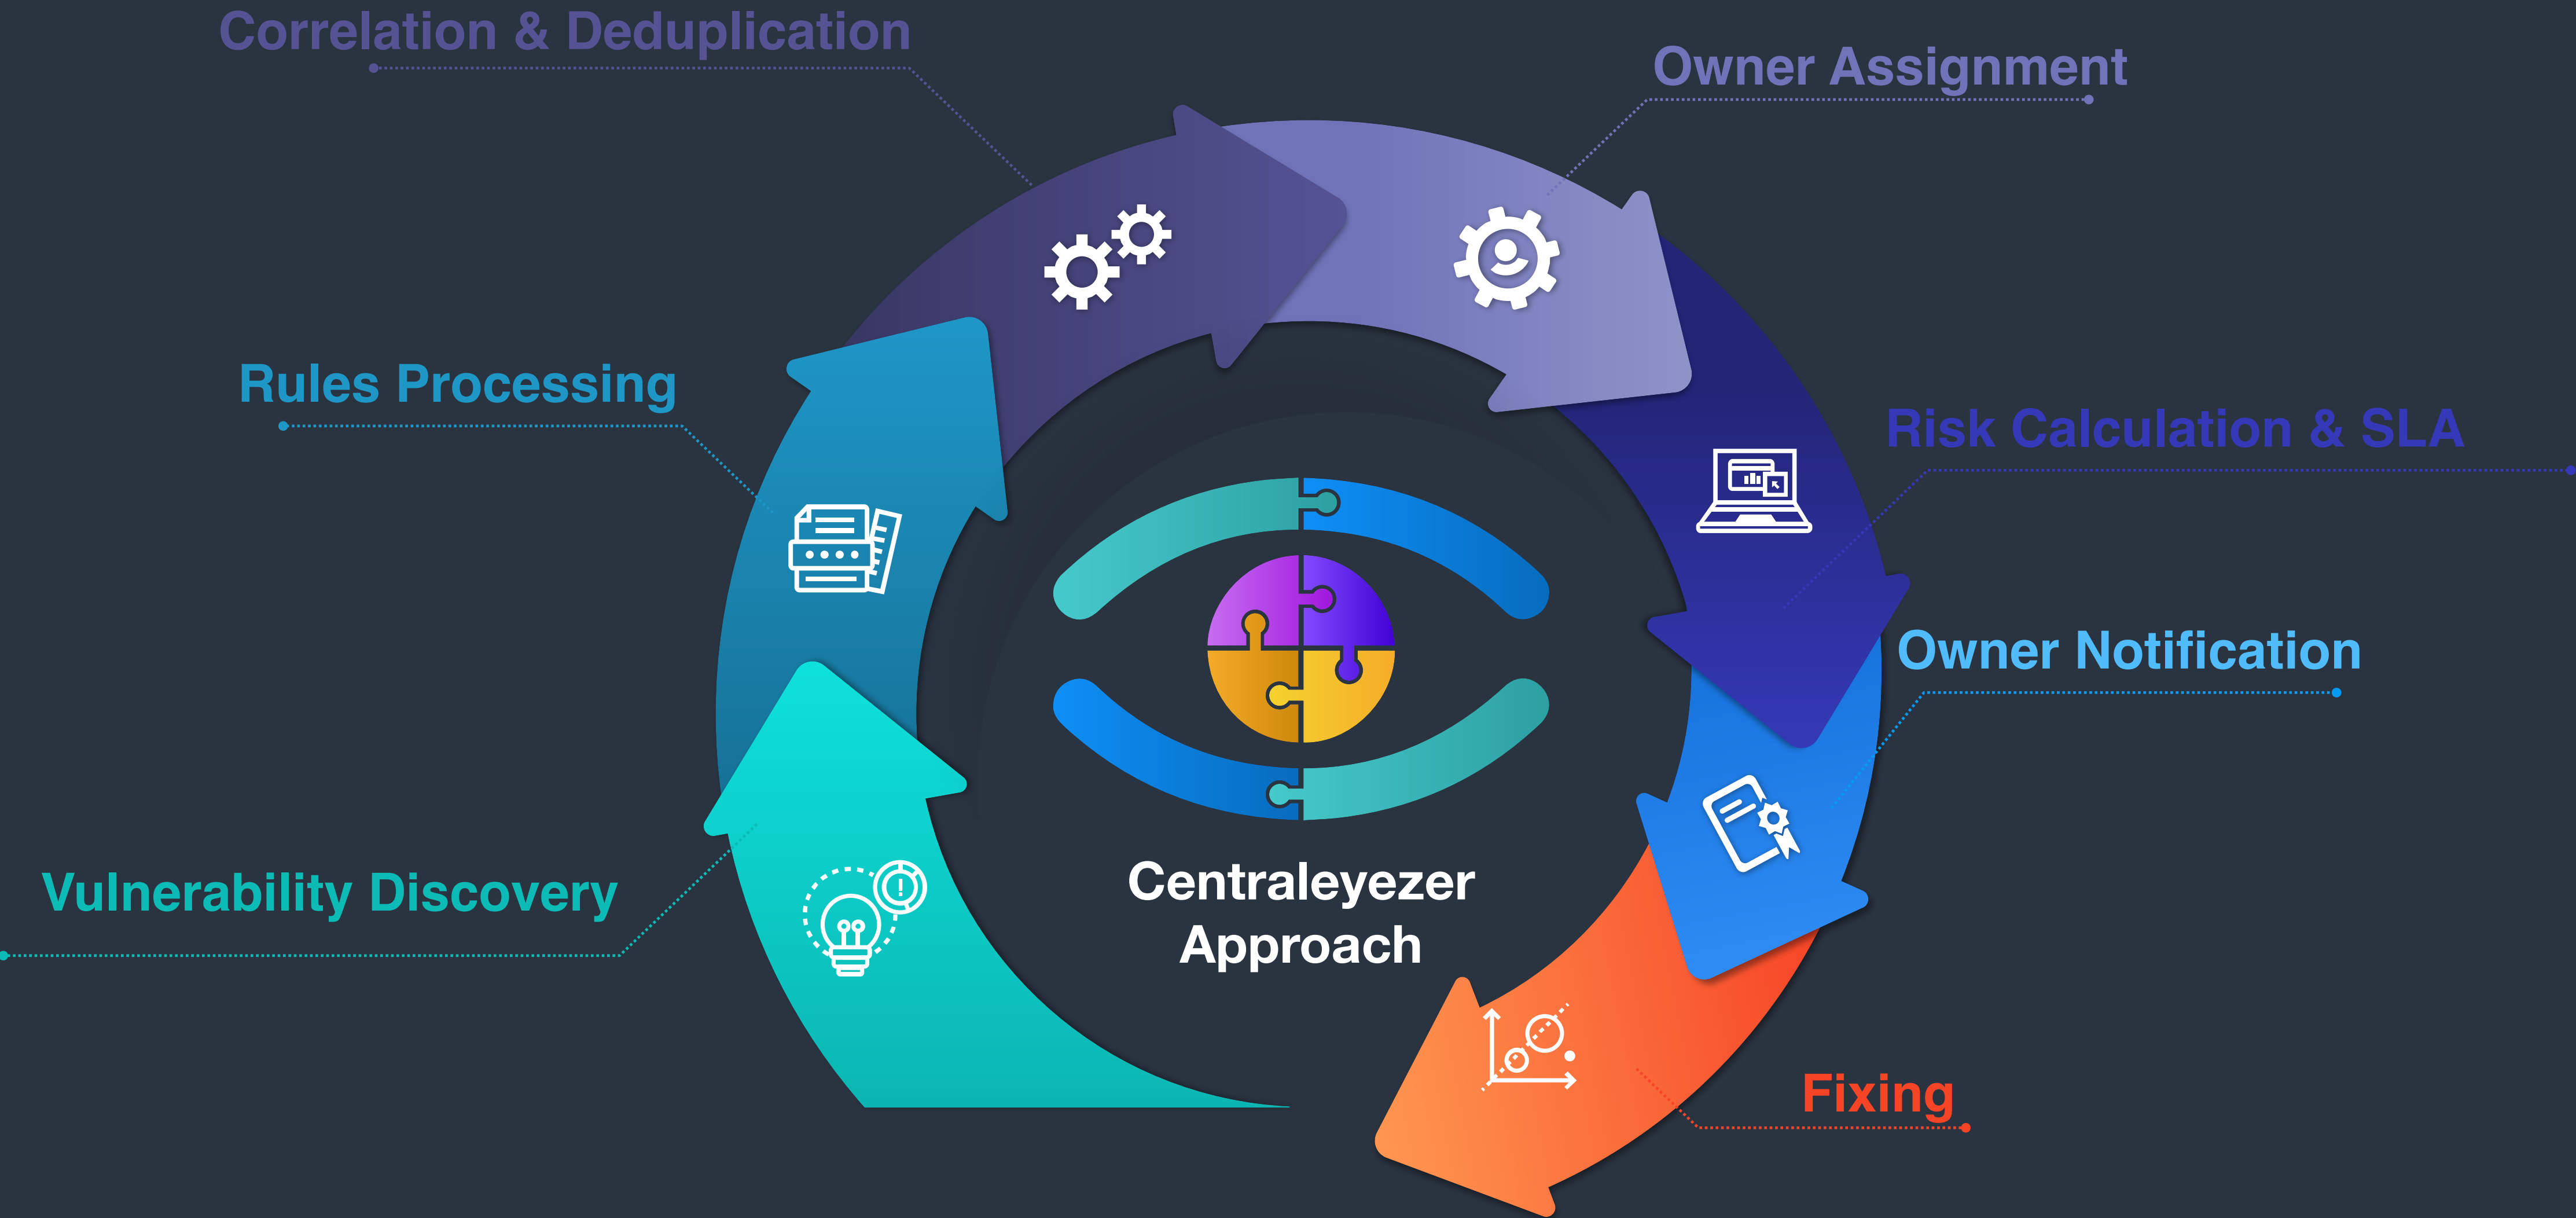 Correlation & Deduplication
Owner Assignment
Rules Processing
Risk Calculation & SLA
Owner Notification
Vulnerability Discovery
Centraleyezer
Approach
Fixing